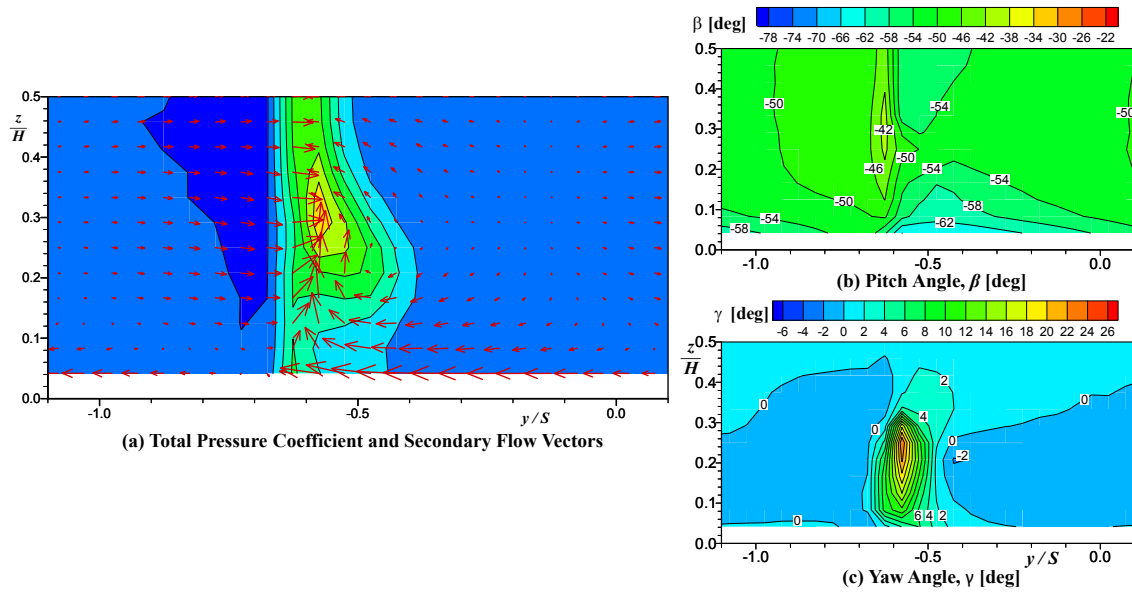 β [deg]
-78 -74 -70 -66 -62 -58 -54 -50 -46 -42 -38 -34 -30 -26 -22
0.5
z
H
0.4
0.3
0.2
0.1
0.0
-1.0 -0.5 0.0
y/S
(a) Total Pressure Coefficient and Secondary Flow Vectors
0.5
z
H
0.3
0.2
0.1
0.0
-50
-54
-50
-42
-50
-46
-54
-54
-50
-54
-58
-58
-62
-1.0 -0.5 0.0
(b) Pitch Angle, β [deg]
γ [deg]
-6 -4 -2 0 2 4 6 8 10 12 14 16 18 20 22 24 26
z
H
0.4
0.3
0.2
0.1
0.0
2
0
0
4
0
0
-2
0
6 4 2
-1.0 -0.5 y/S 0.0
(c) Yaw Angle, γ [deg]